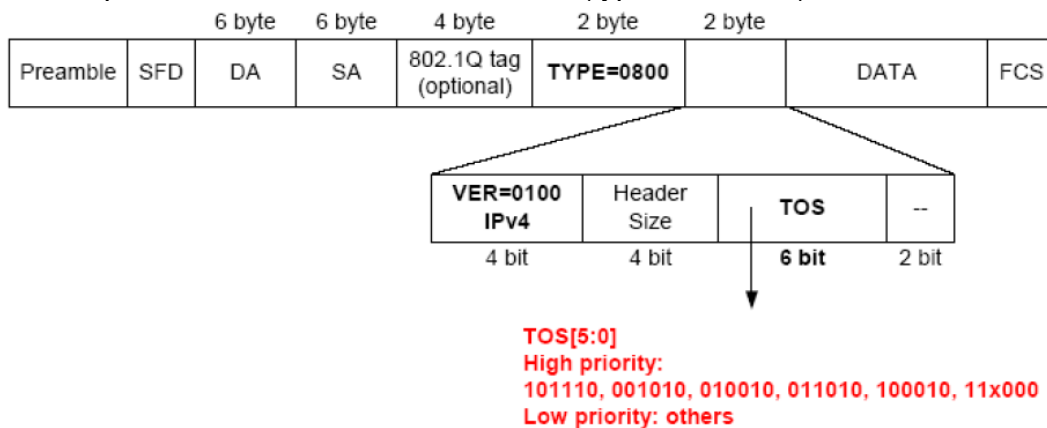 6 byte 6 byte 4 byte 2 byte 2 byte
Preamble SFD DA SA 802.1Q tag (optional) TYPE=0800 DATA FCS
VER=0100 IPv4 Header Size TOS --
4 bit 4 bit 6 bit 2 bit
TOS[5:0]
High priority:
101110, 001010, 010010, 011010, 100010, 11x000
Low priority: others